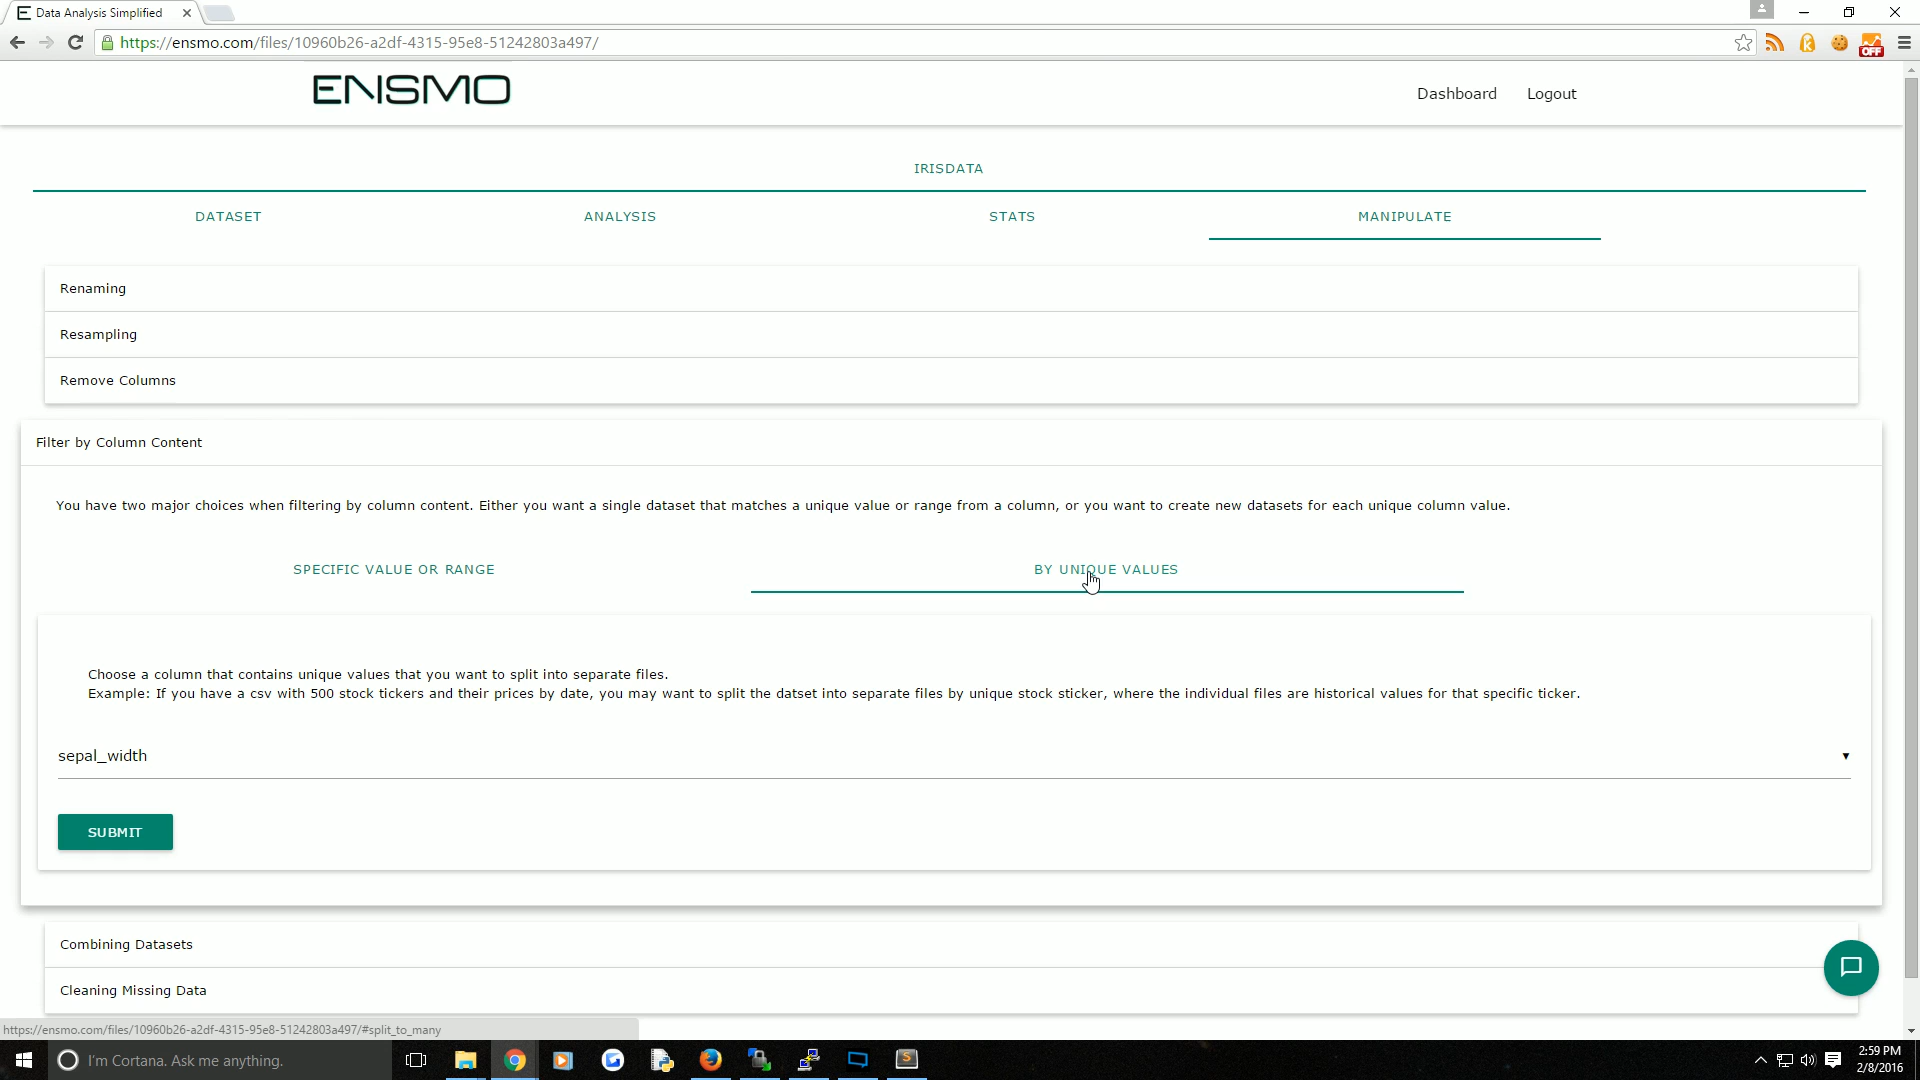 Data Analysis Simplified
https://ensmo.com/files/10960b26-a2df-4315-95e8-51242803a497/
OFF
ENSMO
Dashboard
Logout
IRISDATA
DATASET
ANALYSIS
STATS
MANIPULATE
Renaming
Resampling
Remove Columns
Filter by Column Content
You have two major choices when filtering by column content. Either you want a single dataset that matches a unique value or range from a column, or you want to create new datasets for each unique column value.
SPECIFIC VALUE OR RANGE
BY UNIQUE VALUES
Choose a column that contains unique values that you want to split into separate files.
Example: If you have a csv with 500 stock tickers and their prices by date, you may want to split the datset into separate files by unique stock sticker, where the individual files are historical values for that specific ticker.
sepal_width
SUBMIT
Combining Datasets
Cleaning Missing Data
https://ensmo.com/files/10960b26-a2df-4315-95e8-51242803a497/#split_to_many
I'm Cortana. Ask me anything.
2:59 PM
2/8/2016